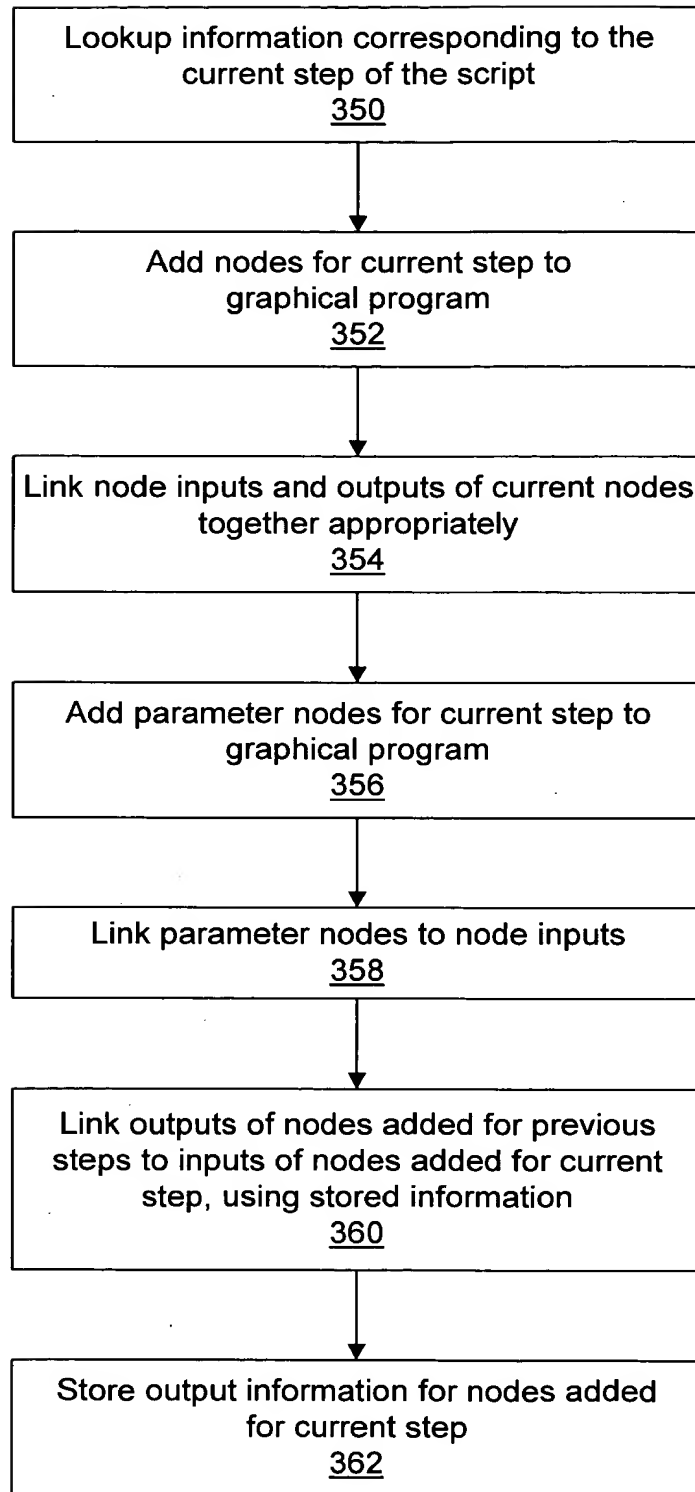 Lookup information corresponding to the
current step of the script
350
Add nodes for current step to
graphical program
352
Link node inputs and outputs of current nodes
together appropriately
354
Add parameter nodes for current step to
graphical program
356
Link parameter nodes to node inputs
358
Link outputs of nodes added for previous
steps to inputs of nodes added for current
step, using stored information
360
Store output information for nodes added
for current step
362